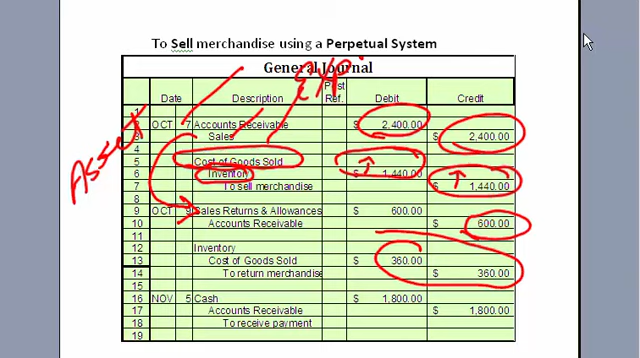 To Sell merchandise using a Perpetual System
General Journal
Date Description Post Ref. Debit Credit
1
2 OCT 7 Accounts Receivable $ 2,400.00
3 Sales $ 2,400.00
4
5 Cost of Goods Sold $ 1,440.00
6 Inventory
7 To sell merchandise $ 1,440.00
8
9 OCT 9 Sales Returns & Allowances $ 600.00
10 Accounts Receivable $ 600.00
11
12 Inventory
13 Cost of Goods Sold $ 360.00
14 To return merchandise $ 360.00
15
16 NOV 5 Cash $ 1,800.00
17 Accounts Receivable $ 1,800.00
18 To receive payment
19
Asset
Exp.